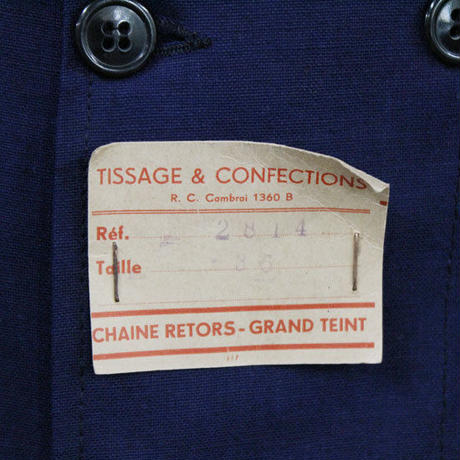 TISSAGE & CONFECTIONS
R. C. Cambrai 1360 B
Réf. 2814
Taille 36
CHAINE RETORS - GRAND TEINT